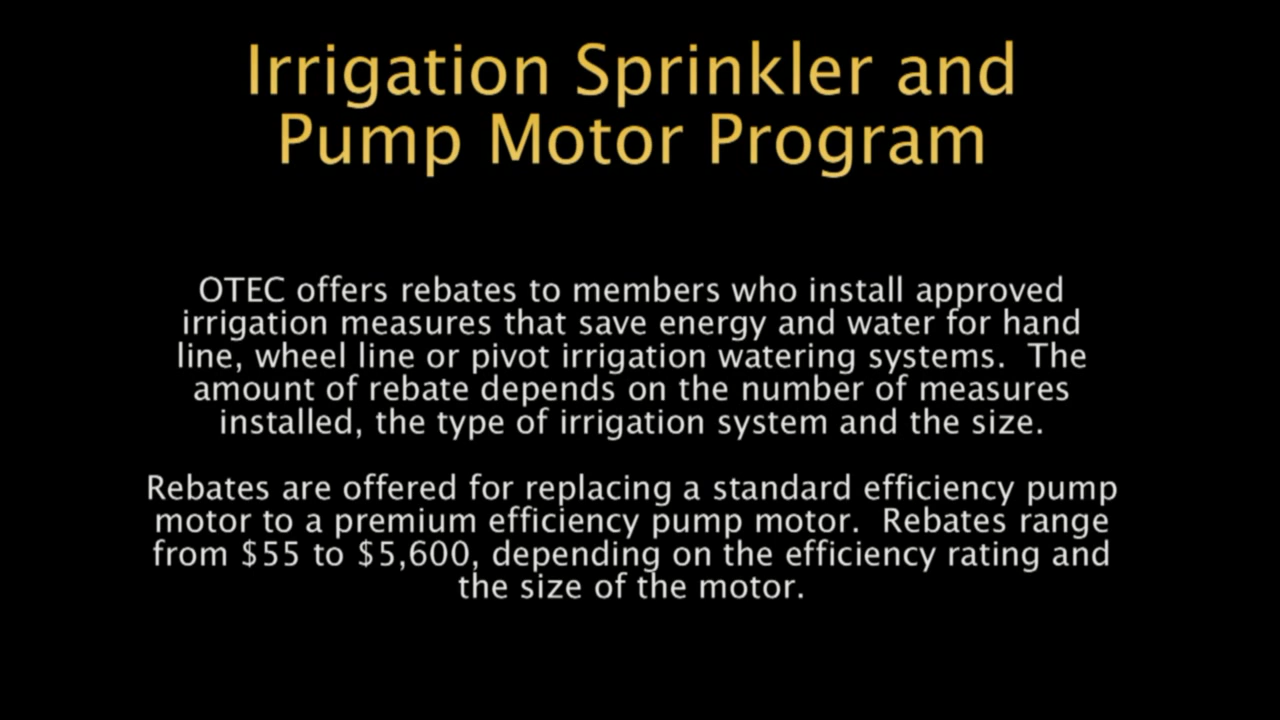 Irrigation Sprinkler and
Pump Motor Program
OTEC offers rebates to members who install approved
irrigation measures that save energy and water for hand
line, wheel line or pivot irrigation watering systems.  The
amount of rebate depends on the number of measures
installed, the type of irrigation system and the size.
Rebates are offered for replacing a standard efficiency pump
motor to a premium efficiency pump motor.  Rebates range
from $55 to $5,600, depending on the efficiency rating and
the size of the motor.